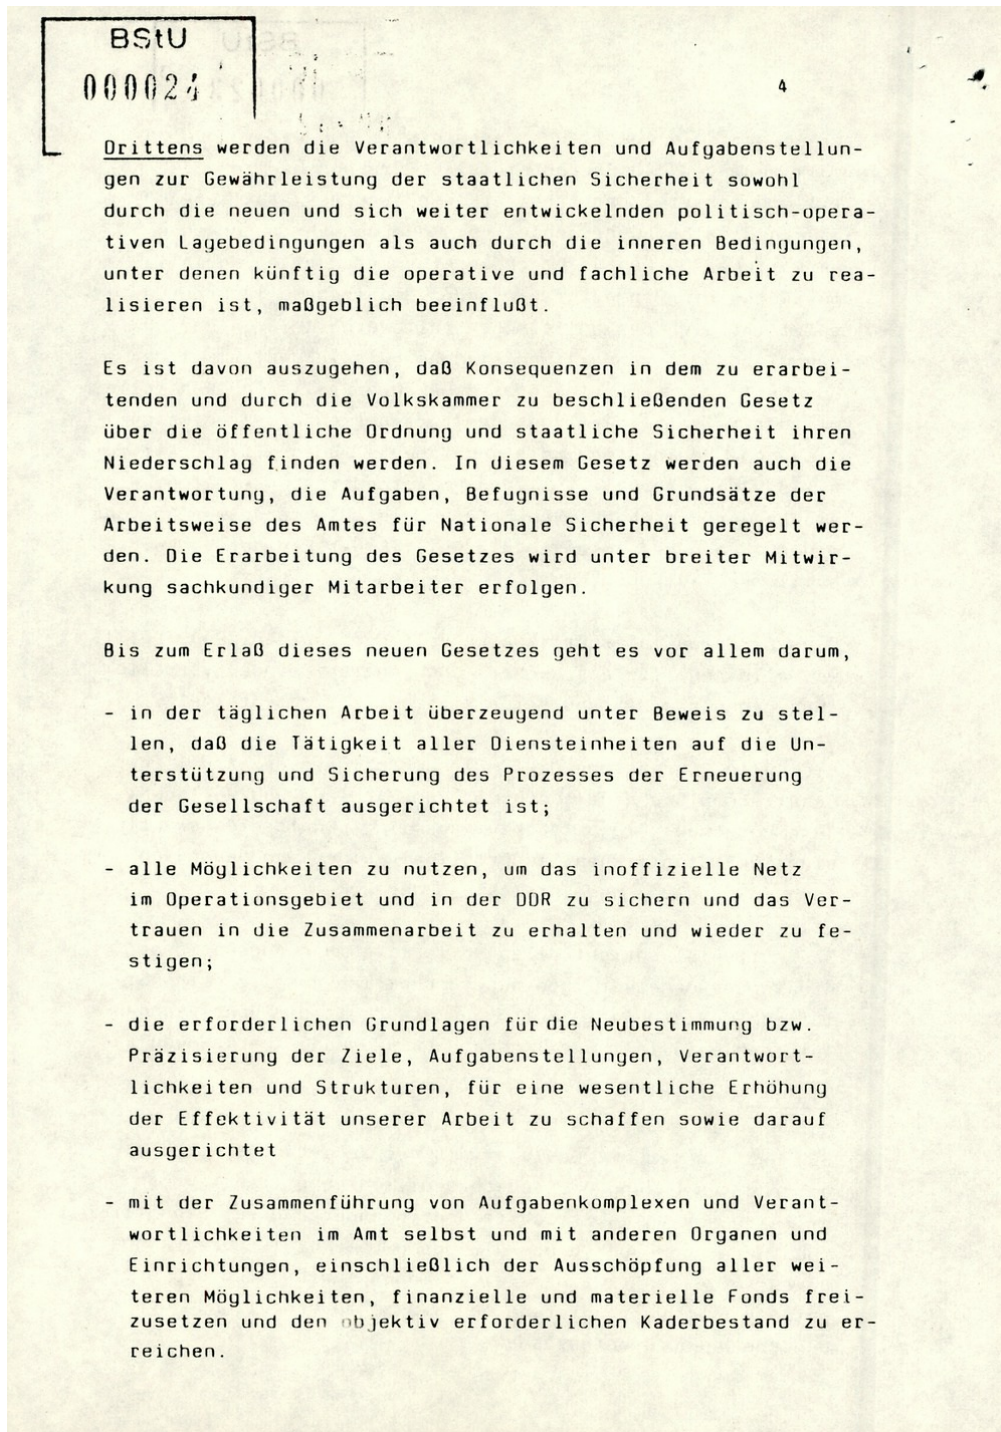 BStU
000024
4
Drittens werden die Verantwortlichkeiten und Aufgabenstellun-
gen zur Gewährleistung der staatlichen Sicherheit sowohl
durch die neuen und sich weiter entwickelnden politisch-opera-
tiven Lagebedingungen als auch durch die inneren Bedingungen,
unter denen künftig die operative und fachliche Arbeit zu rea-
lisieren ist, maßgeblich beeinflußt.
Es ist davon auszugehen, daß Konsequenzen in dem zu erarbei-
tenden und durch die Volkskammer zu beschließenden Gesetz
über die öffentliche Ordnung und staatliche Sicherheit ihren
Niederschlag finden werden. In diesem Gesetz werden auch die
Verantwortung, die Aufgaben, Befugnisse und Grundsätze der
Arbeitsweise des Amtes für Nationale Sicherheit geregelt wer-
den. Die Erarbeitung des Gesetzes wird unter breiter Mitwir-
kung sachkundiger Mitarbeiter erfolgen.
Bis zum Erlaß dieses neuen Gesetzes geht es vor allem darum,
- in der täglichen Arbeit überzeugend unter Beweis zu stel-
len, daß die Tätigkeit aller Diensteinheiten auf die Un-
terstützung und Sicherung des Prozesses der Erneuerung
der Gesellschaft ausgerichtet ist;
- alle Möglichkeiten zu nutzen, um das inoffizielle Netz
im Operationsgebiet und in der DDR zu sichern und das Ver-
trauen in die Zusammenarbeit zu erhalten und wieder zu fe-
stigen;
- die erforderlichen Grundlagen für die Neubestimmung bzw.
Präzisierung der Ziele, Aufgabenstellungen, Verantwort-
lichkeiten und Strukturen, für eine wesentliche Erhöhung
der Effektivität unserer Arbeit zu schaffen sowie darauf
ausgerichtet
- mit der Zusammenführung von Aufgabenkomplexen und Verant-
wortlichkeiten im Amt selbst und mit anderen Organen und
Einrichtungen, einschließlich der Ausschöpfung aller wei-
teren Möglichkeiten, finanzielle und materielle Fonds frei-
zusetzen und den objektiv erforderlichen Kaderbestand zu er-
reichen.